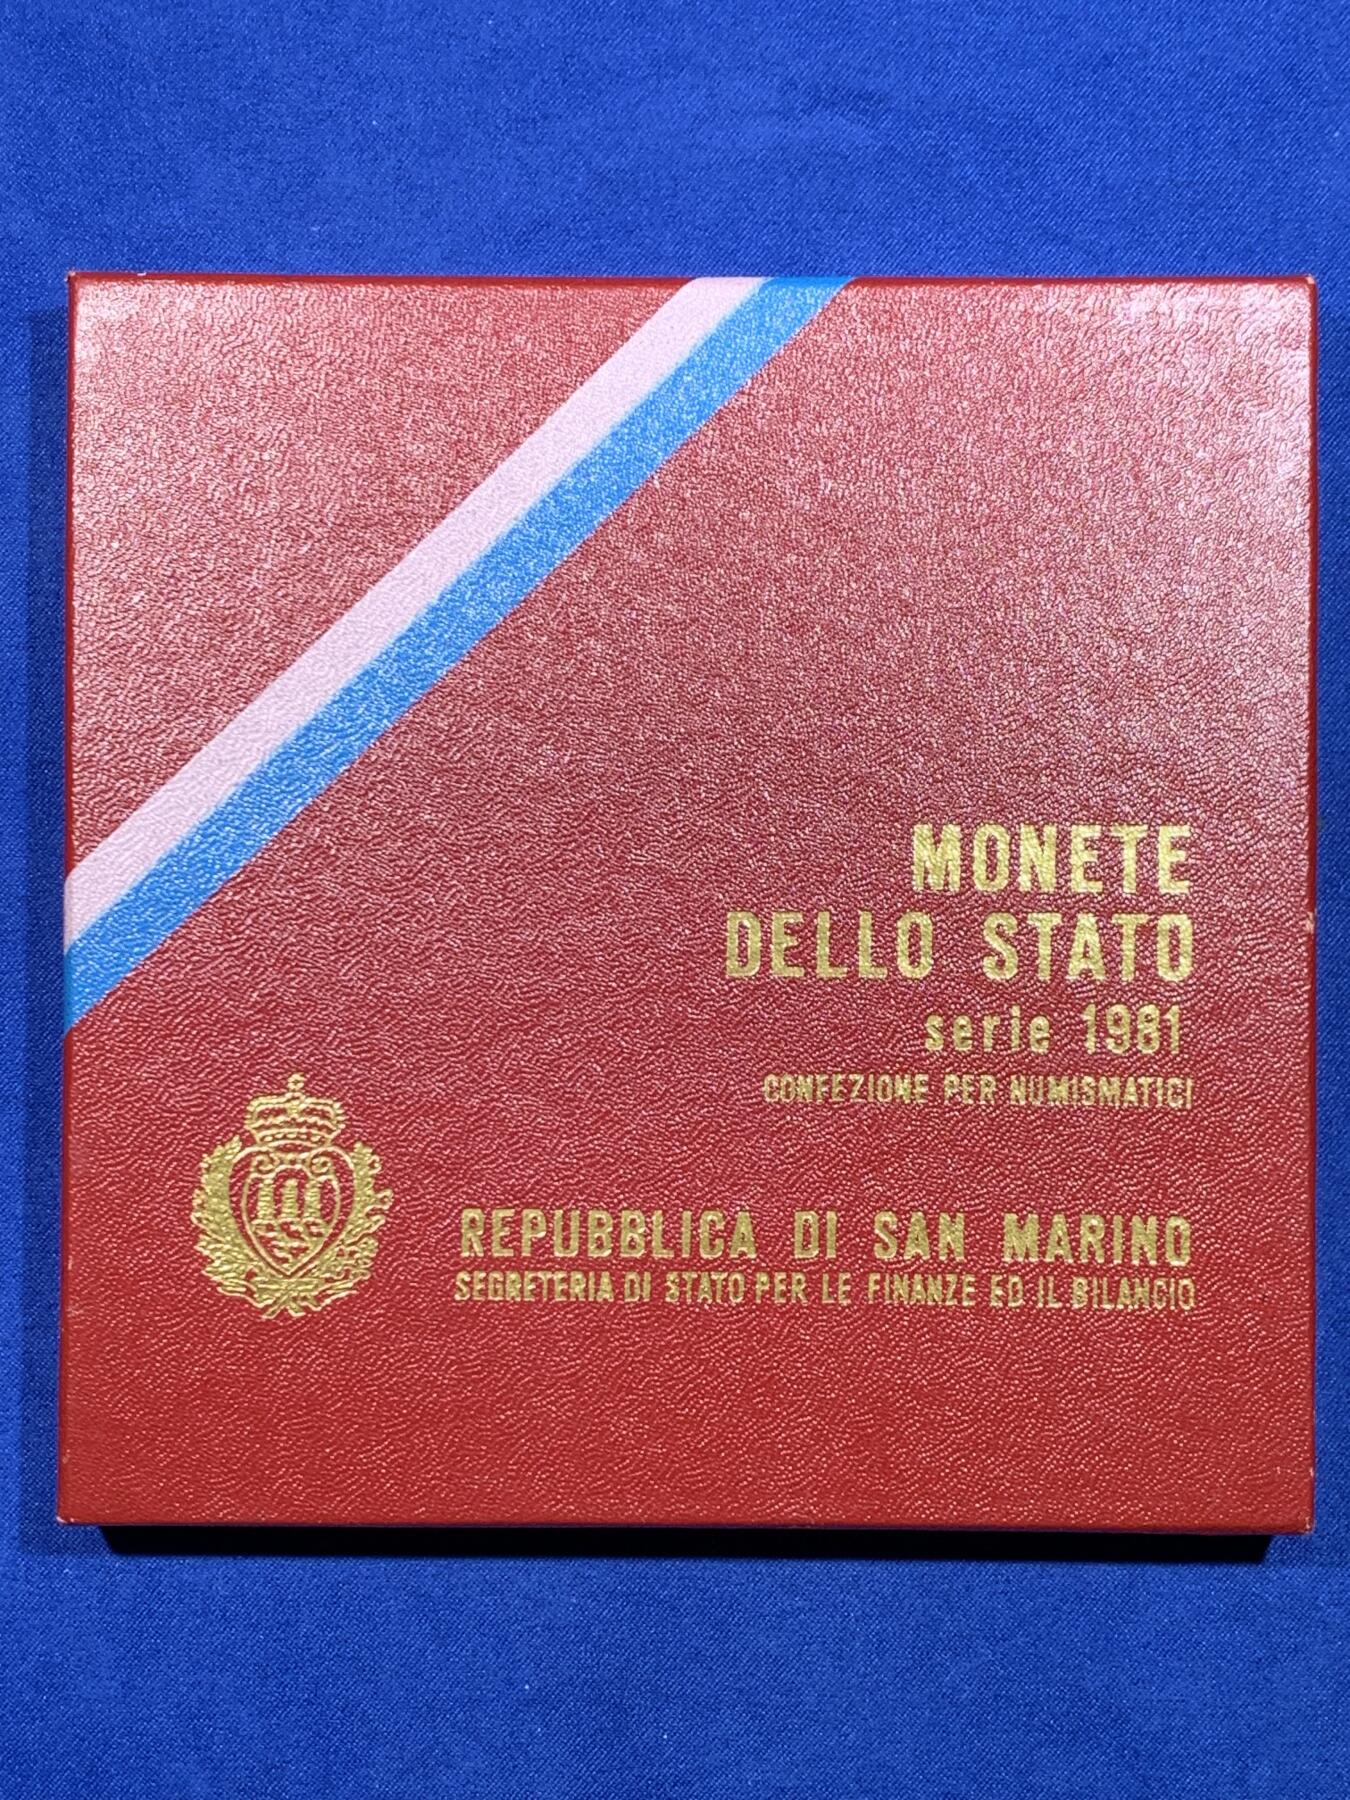 MONETE
DELLO STATO
serie 1981
CONFEZIONE PER NUMISMATICI
REPUBBLICA DI SAN MARINO
SEGRETERIA DI STATO PER LE FINANZE ED IL BILANCIO